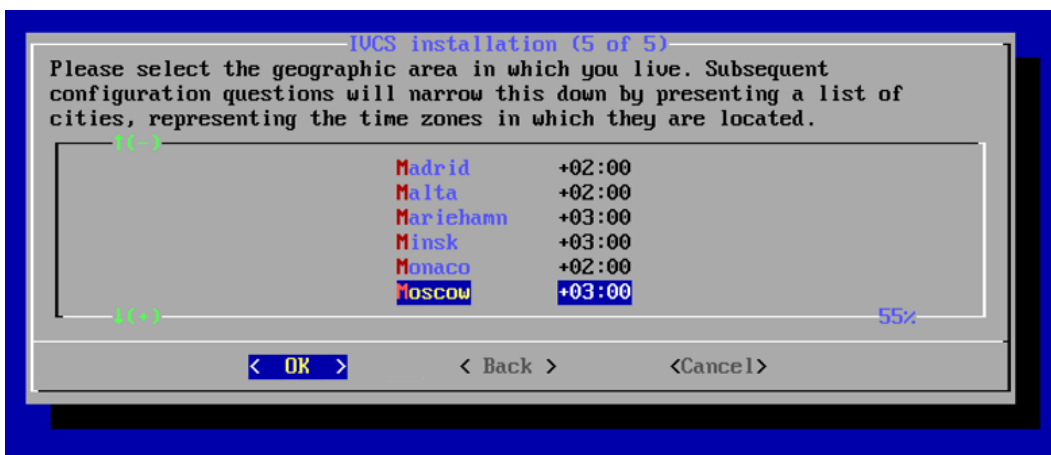 IVCS installation (5 of 5)
Please select the geographic area in which you live. Subsequent
configuration questions will narrow this down by presenting a list of
cities, representing the time zones in which they are located.
↑(-)
Madrid +02:00
Malta +02:00
Mariehamn +03:00
Minsk +03:00
Monaco +02:00
Moscow +03:00
↓(+) 55%
< OK > < Back > <Cancel>